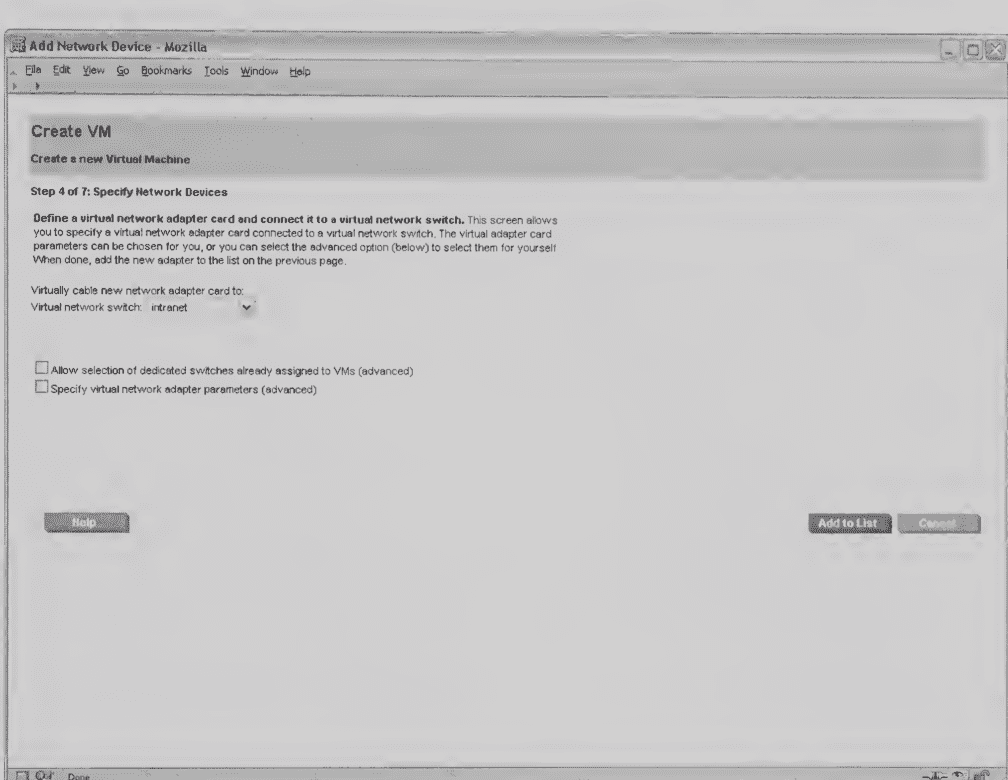 Add Network Device - Mozilla
File Edit View Go Bookmarks Tools Window Help
Create VM
Create a new Virtual Machine
Step 4 of 7: Specify Network Devices
Define a virtual network adapter card and connect it to a virtual network switch. This screen allows
you to specify a virtual network adapter card connected to a virtual network switch. The virtual adapter card
parameters can be chosen for you, or you can select the advanced option (below) to select them for yourself
When done, add the new adapter to the list on the previous page.
Virtually cable new network adapter card to:
Virtual network switch: intranet
Allow selection of dedicated switches already assigned to VMs (advanced)
Specify virtual network adapter parameters (advanced)
Help Add to List Cancel
Done